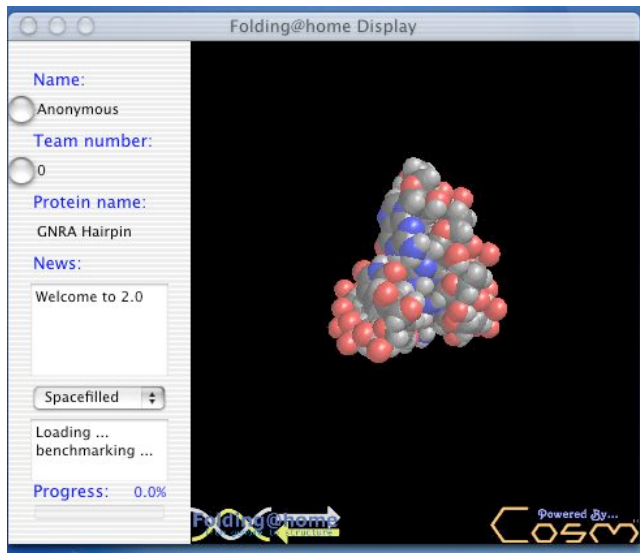 Folding@home Display
Name:
Anonymous
Team number:
0
Protein name:
GNRA Hairpin
News:
Welcome to 2.0
Spacefilled
Loading ...
benchmarking ...
Progress: 0.0%
Folding@home
structure
Powered By...
Cosm